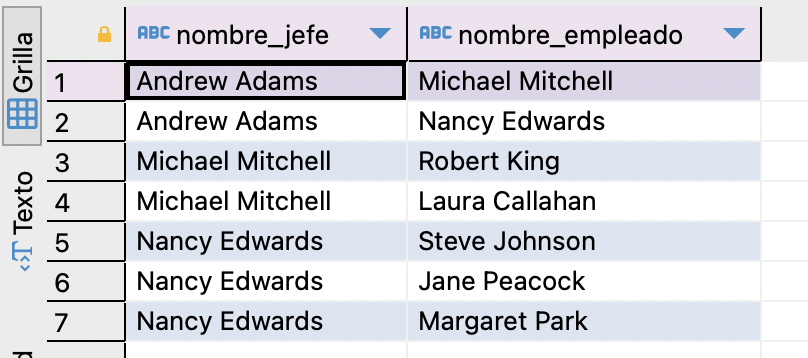 Grilla
Texto
ABC nombre_jefe ABC nombre_empleado
1 Andrew Adams Michael Mitchell
2 Andrew Adams Nancy Edwards
3 Michael Mitchell Robert King
4 Michael Mitchell Laura Callahan
5 Nancy Edwards Steve Johnson
6 Nancy Edwards Jane Peacock
7 Nancy Edwards Margaret Park